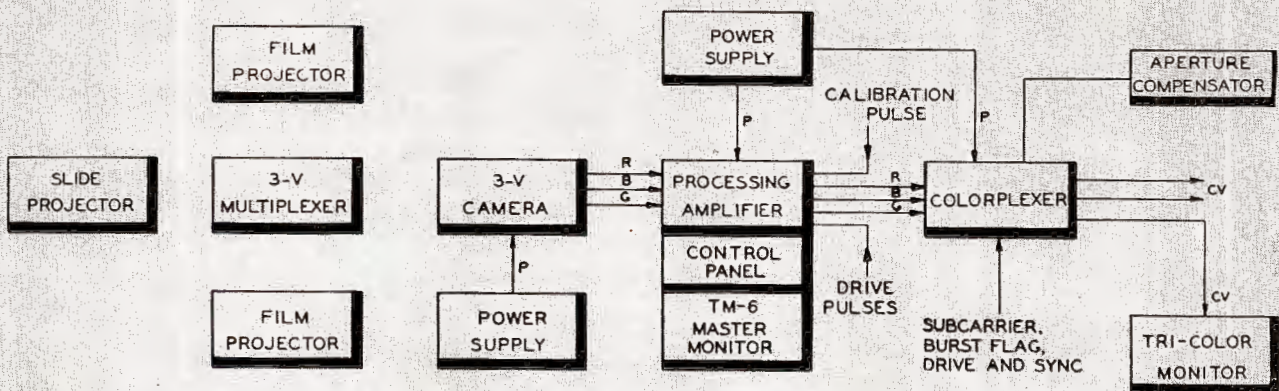 FILM
PROJECTOR
POWER
SUPPLY
APERTURE
COMPENSATOR
CALIBRATION
PULSE
P
P
SLIDE
PROJECTOR
3-V
MULTIPLEXER
3-V
CAMERA
R
B
G
PROCESSING
AMPLIFIER
R
B
G
COLORPLEXER
CV
CONTROL
PANEL
P
DRIVE
PULSES
FILM
PROJECTOR
POWER
SUPPLY
TM-6
MASTER
MONITOR
SUBCARRIER,
BURST FLAG,
DRIVE AND SYNC
CV
TRI-COLOR
MONITOR